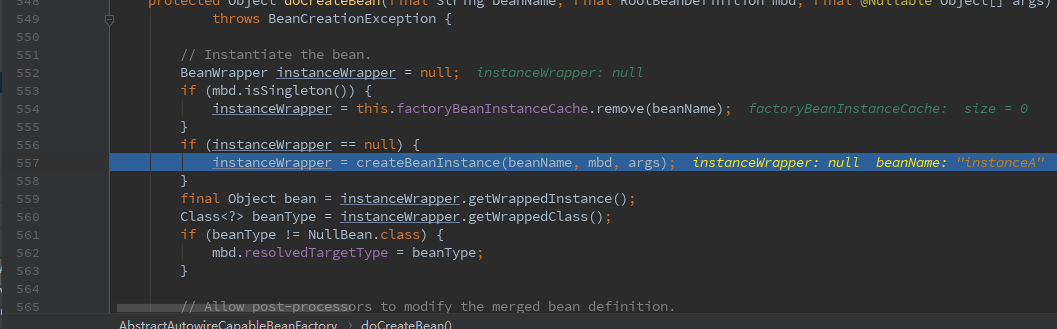 548 protected Object doCreateBean(final String beanName, final RootBeanDefinition mbd, final @Nullable Object[] args)
549 throws BeanCreationException {
550
551 // Instantiate the bean.
552 BeanWrapper instanceWrapper = null; instanceWrapper: null
553 if (mbd.isSingleton()) {
554 instanceWrapper = this.factoryBeanInstanceCache.remove(beanName); factoryBeanInstanceCache: size = 0
555 }
556 if (instanceWrapper == null) {
557 instanceWrapper = createBeanInstance(beanName, mbd, args); instanceWrapper: null beanName: "instanceA"
558 }
559 final Object bean = instanceWrapper.getWrappedInstance();
560 Class<?> beanType = instanceWrapper.getWrappedClass();
561 if (beanType != NullBean.class) {
562 mbd.resolvedTargetType = beanType;
563 }
564
565 // Allow post-processors to modify the merged bean definition.
AbstractAutowireCapableBeanFactory › doCreateBean()